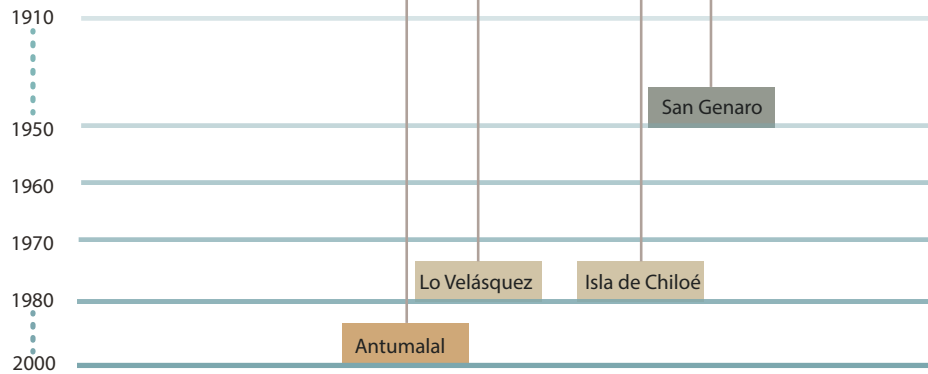 1910
San Genaro
1950
1960
1970
Lo Velásquez
Isla de Chiloé
1980
Antumalal
2000